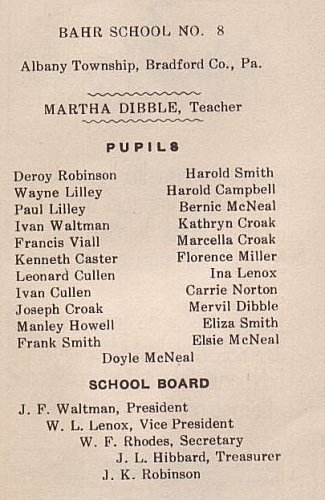 BAHR SCHOOL NO. 8
Albany Township, Bradford Co., Pa.
MARTHA DIBBLE, Teacher
PUPILS
Deroy Robinson Harold Smith
Wayne Lilley Harold Campbell
Paul Lilley Bernic McNeal
Ivan Waltman Kathryn Croak
Francis Viall Marcella Croak
Kenneth Caster Florence Miller
Leonard Cullen Ina Lenox
Ivan Cullen Carrie Norton
Joseph Croak Mervil Dibble
Manley Howell Eliza Smith
Frank Smith Elsie McNeal
Doyle McNeal
SCHOOL BOARD
J. F. Waltman, President
W. L. Lenox, Vice President
W. F. Rhodes, Secretary
J. L. Hibbard, Treasurer
J. K. Robinson